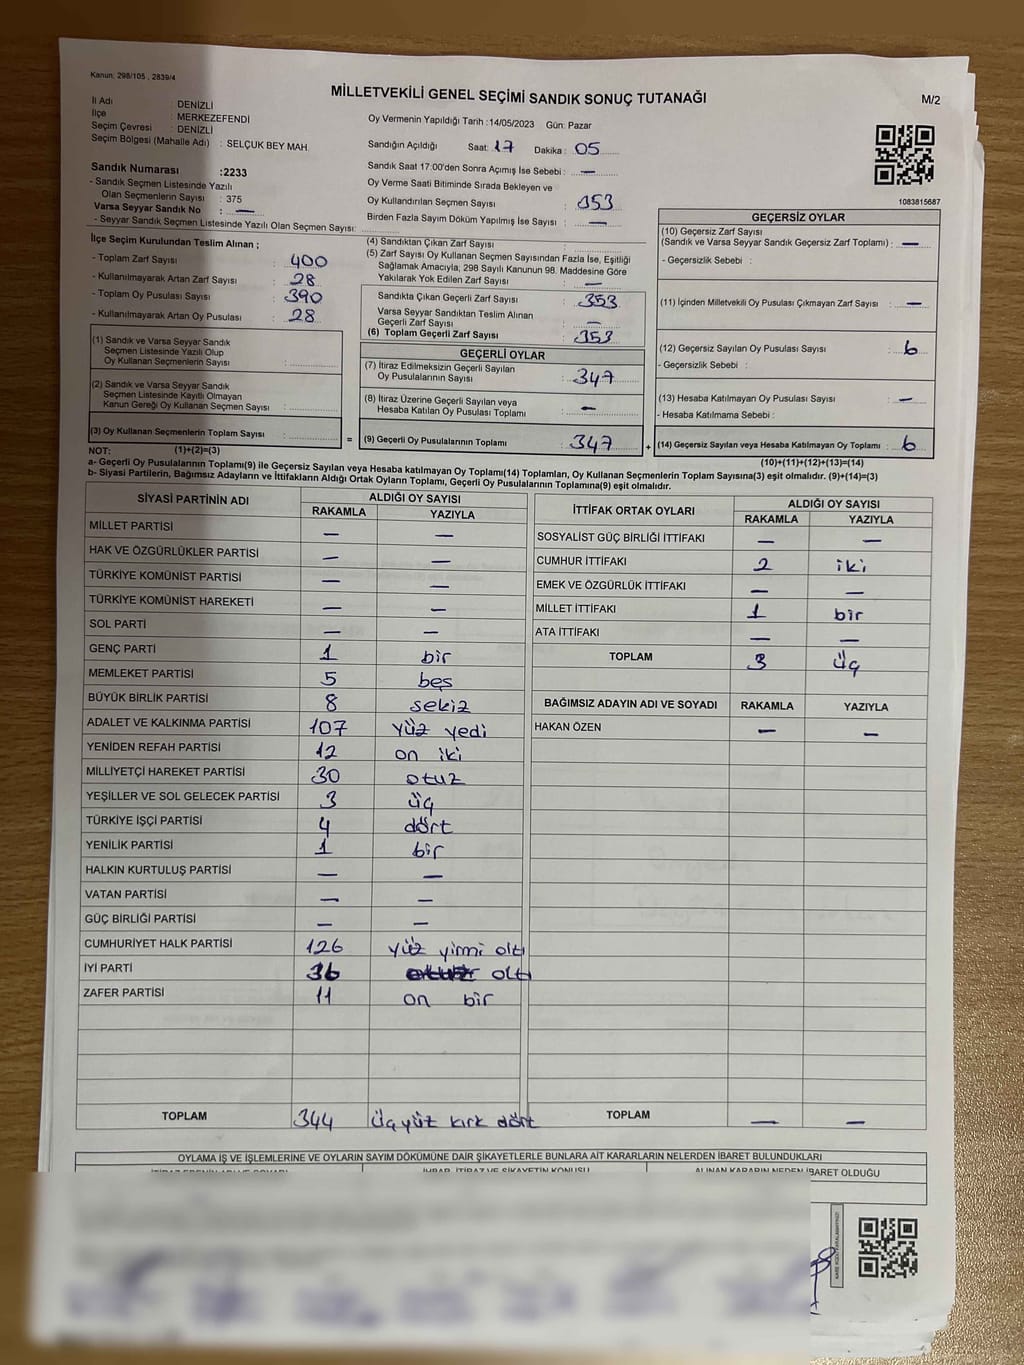 Kanun: 298/105 , 2839/4
MİLLETVEKİLİ GENEL SEÇİMİ SANDIK SONUÇ TUTANAĞI
M/2
İl Adı : DENİZLİ
İlçe : MERKEZEFENDİ
Seçim Çevresi : DENİZLİ
Seçim Bölgesi (Mahalle Adı) : SELÇUK BEY MAH.
Sandık Numarası :2233
- Sandık Seçmen Listesinde Yazılı
Olan Seçmenlerin Sayısı : 375
Varsa Seyyar Sandık No : —
- Seyyar Sandık Seçmen Listesinde Yazılı Olan Seçmen Sayısı:
Oy Vermenin Yapıldığı Tarih :14/05/2023 Gün: Pazar
Sandığın Açıldığı Saat: 17 Dakika : 05
Sandık Saat 17:00'den Sonra Açımış İse Sebebi : —
Oy Verme Saati Bitiminde Sırada Bekleyen ve
Oy Kullandırılan Seçmen Sayısı : 353
Birden Fazla Sayım Döküm Yapılmış İse Sayısı : —
1083815687
İlçe Seçim Kurulundan Teslim Alınan ;
- Toplam Zarf Sayısı : 400
- Kullanılmayarak Artan Zarf Sayısı : 28
- Toplam Oy Pusulası Sayısı : 390
- Kullanılmayarak Artan Oy Pusulası : 28
(1) Sandık ve Varsa Seyyar Sandık
Seçmen Listesinde Yazılı Olup
Oy Kullanan Seçmenlerin Sayısı :
(2) Sandık ve Varsa Seyyar Sandık
Seçmen Listesinde Kayıtlı Olmayan
Kanun Gereği Oy Kullanan Seçmen Sayısı :
(3) Oy Kullanan Seçmenlerin Toplam Sayısı :
(1)+(2)=(3)
(4) Sandıktan Çıkan Zarf Sayısı :
(5) Zarf Sayısı Oy Kullanan Seçmen Sayısından Fazla İse, Eşitliği
Sağlamak Amacıyla; 298 Sayılı Kanunun 98. Maddesine Göre
Yakılarak Yok Edilen Zarf Sayısı : —
Sandıkta Çıkan Geçerli Zarf Sayısı : 353
Varsa Seyyar Sandıktan Teslim Alınan
Geçerli Zarf Sayısı : —
(6) Toplam Geçerli Zarf Sayısı : 353
GEÇERLİ OYLAR
(7) İtiraz Edilmeksizin Geçerli Sayılan
Oy Pusulalarının Sayısı : 347
(8) İtiraz Üzerine Geçerli Sayılan veya
Hesaba Katılan Oy Pusulası Toplamı : —
= (9) Geçerli Oy Pusulalarının Toplamı : 347 +
GEÇERSİZ OYLAR
(10) Geçersiz Zarf Sayısı
(Sandık ve Varsa Seyyar Sandık Geçersiz Zarf Toplamı) : —
- Geçersizlik Sebebi :
(11) İçinden Milletvekili Oy Pusulası Çıkmayan Zarf Sayısı : —
(12) Geçersiz Sayılan Oy Pusulası Sayısı : 6
- Geçersizlik Sebebi :
(13) Hesaba Katılmayan Oy Pusulası Sayısı : —
- Hesaba Katılmama Sebebi :
(14) Geçersiz Sayılan veya Hesaba Katılmayan Oy Toplamı : 6
(10)+(11)+(12)+(13)=(14)
NOT:
a- Geçerli Oy Pusulalarının Toplamı(9) ile Geçersiz Sayılan veya Hesaba katılmayan Oy Toplamı(14) Toplamları, Oy Kullanan Seçmenlerin Toplam Sayısına(3) eşit olmalıdır. (9)+(14)=(3)
b- Siyasi Partilerin, Bağımsız Adayların ve İttifakların Aldığı Ortak Oyların Toplamı, Geçerli Oy Pusulalarının Toplamına(9) eşit olmalıdır.
SİYASİ PARTİNİN ADI ALDIĞI OY SAYISI
RAKAMLA YAZIYLA
MİLLET PARTİSİ — —
HAK VE ÖZGÜRLÜKLER PARTİSİ — —
TÜRKİYE KOMÜNİST PARTİSİ — —
TÜRKİYE KOMÜNİST HAREKETİ — —
SOL PARTİ — —
GENÇ PARTİ 1 bir
MEMLEKET PARTİSİ 5 beş
BÜYÜK BİRLİK PARTİSİ 8 sekiz
ADALET VE KALKINMA PARTİSİ 107 yüz yedi
YENİDEN REFAH PARTİSİ 12 on iki
MİLLİYETÇİ HAREKET PARTİSİ 30 otuz
YEŞİLLER VE SOL GELECEK PARTİSİ 3 üç
TÜRKİYE İŞÇİ PARTİSİ 4 dört
YENİLİK PARTİSİ 1 bir
HALKIN KURTULUŞ PARTİSİ — —
VATAN PARTİSİ — —
GÜÇ BİRLİĞİ PARTİSİ — —
CUMHURİYET HALK PARTİSİ 126 yüz yirmi altı
İYİ PARTİ 36 otuz altı
ZAFER PARTİSİ 11 on bir
TOPLAM 344 üçyüz kırk dört
İTTİFAK ORTAK OYLARI ALDIĞI OY SAYISI
RAKAMLA YAZIYLA
SOSYALİST GÜÇ BİRLİĞİ İTTİFAKI — —
CUMHUR İTTİFAKI 2 iki
EMEK VE ÖZGÜRLÜK İTTİFAKI — —
MİLLET İTTİFAKI 1 bir
ATA İTTİFAKI — —
TOPLAM 3 üç
BAĞIMSIZ ADAYIN ADI VE SOYADI RAKAMLA YAZIYLA
HAKAN ÖZEN — —
TOPLAM — —
OYLAMA İŞ VE İŞLEMLERİNE VE OYLARIN SAYIM DÖKÜMÜNE DAİR ŞİKAYETLERLE BUNLARA AİT KARARLARIN NELERDEN İBARET BULUNDUKLARI
İTİRAZ EDENİN ADI VE SOYADI İHBAR, İTİRAZ VE ŞİKAYETİN KONUSU ALINAN KARARIN NEDEN İBARET OLDUĞU